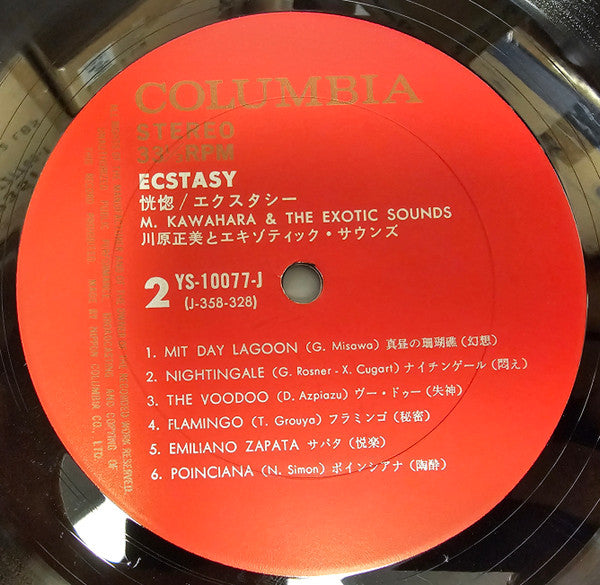 COLUMBIA
STEREO
33⅓RPM
ECSTASY
恍惚/エクスタシー
M. KAWAHARA & THE EXOTIC SOUNDS
川原正美とエキゾティック・サウンズ
2 YS-10077-J
(J-358-328)
1. MIT DAY LAGOON (G. Misawa) 真昼の珊瑚礁(幻想)
2. NIGHTINGALE (G. Rosner - X. Cugart) ナイチンゲール(悶え)
3. THE VOODOO (D. Azpiazu) ヴー・ドゥー(失神)
4. FLAMINGO (T. Grouya) フラミンゴ(秘密)
5. EMILIANO ZAPATA サパタ(悦楽)
6. POINCIANA (N. Simon) ポインシアナ(陶酔)